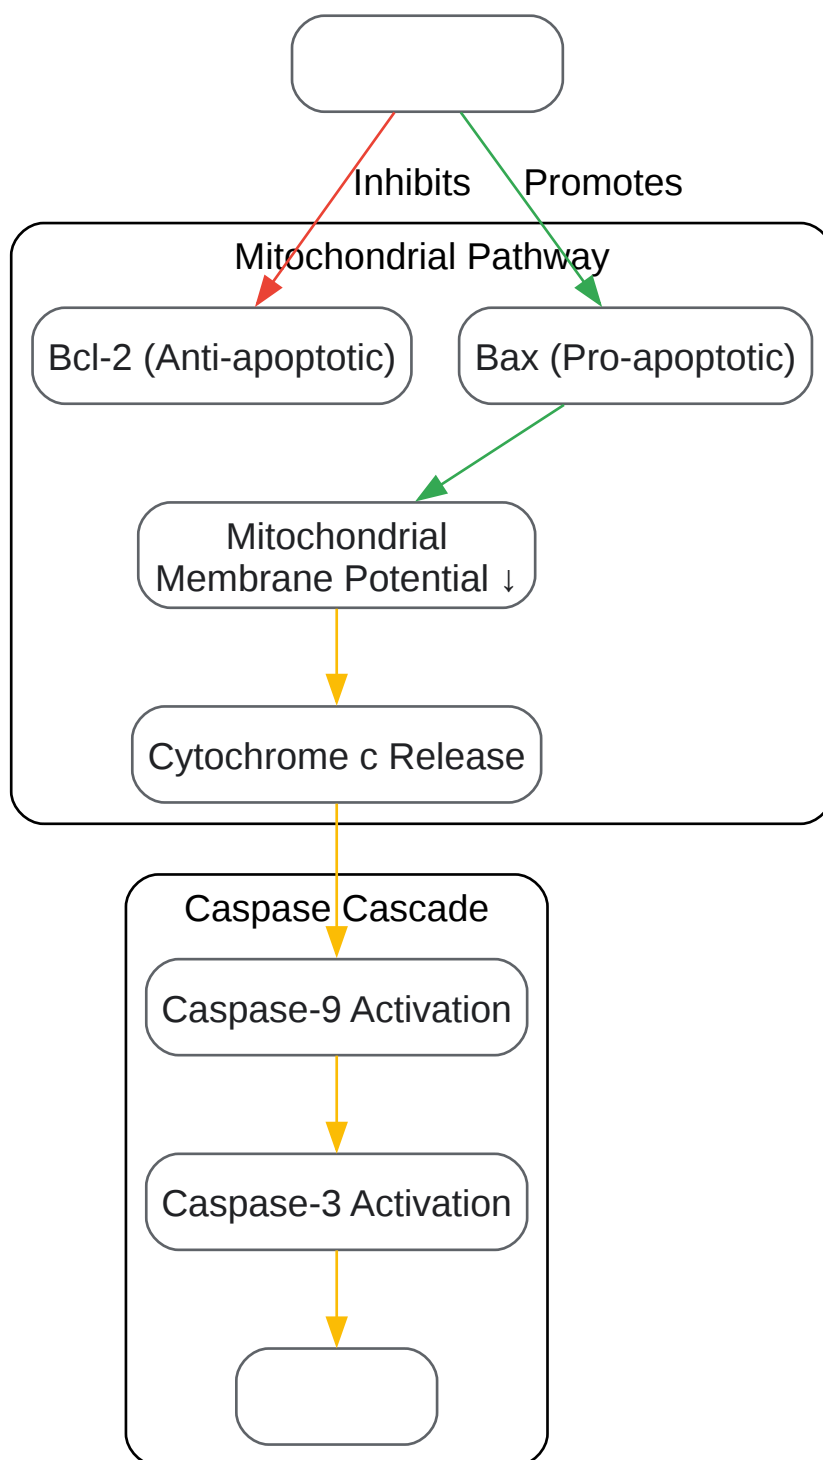 Inhibits
Promotes
Mitochondrial Pathway
Bcl-2 (Anti-apoptotic)
Bax (Pro-apoptotic)
Mitochondrial
Membrane Potential ↓
Cytochrome c Release
Caspase Cascade
Caspase-9 Activation
Caspase-3 Activation